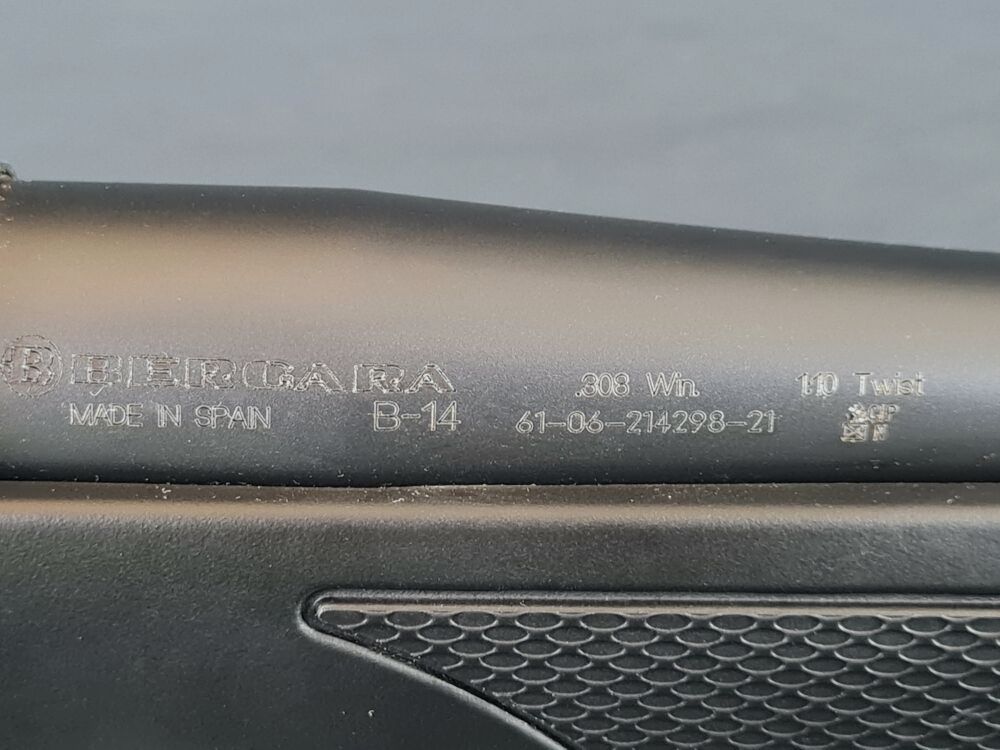 B BERGARA
MADE IN SPAIN
B-14
.308 Win.
61-06-214298-21
1:10 Twist